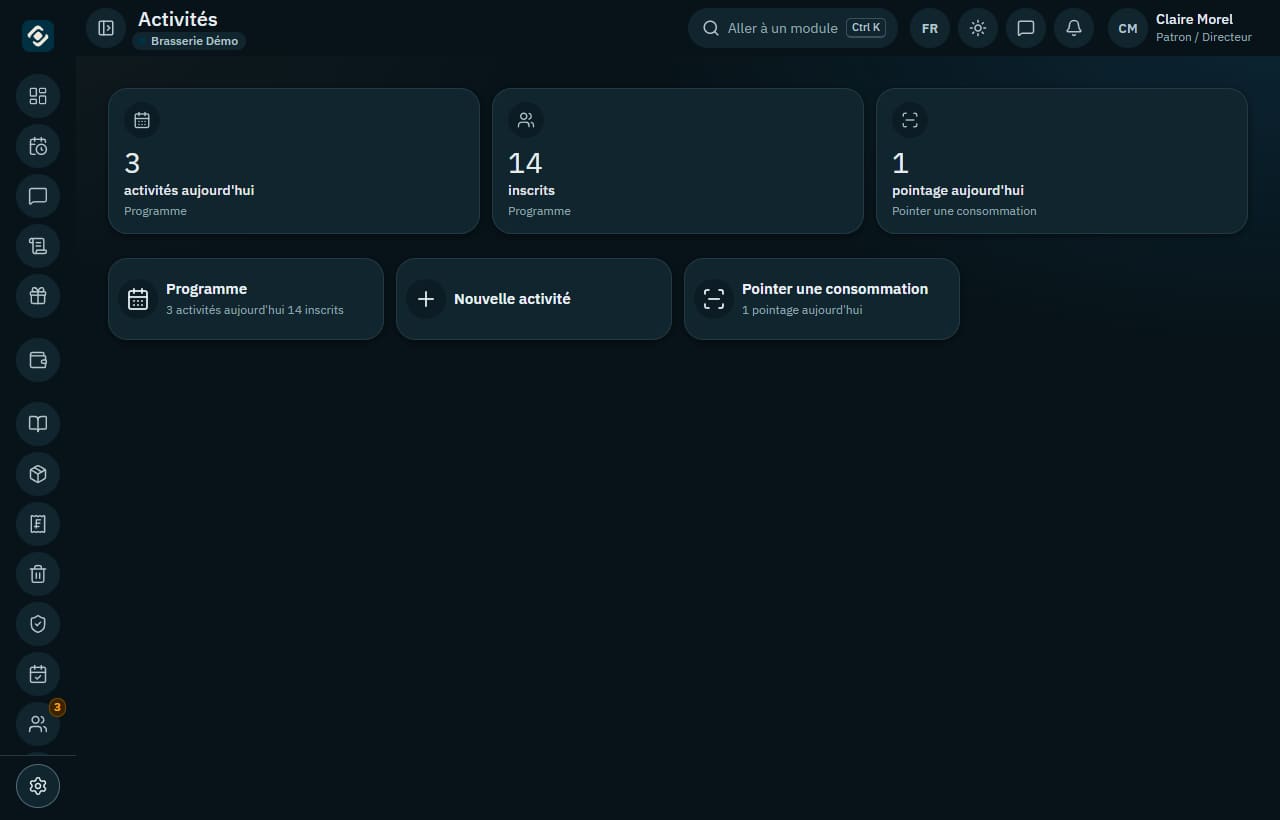 Activités
Brasserie Démo
Aller à un module
Ctrl K
FR
CM
Claire Morel
Patron / Directeur
3
activités aujourd'hui
Programme
14
inscrits
Programme
1
pointage aujourd'hui
Pointer une consommation
Programme
3 activités aujourd'hui 14 inscrits
Nouvelle activité
Pointer une consommation
1 pointage aujourd'hui
3